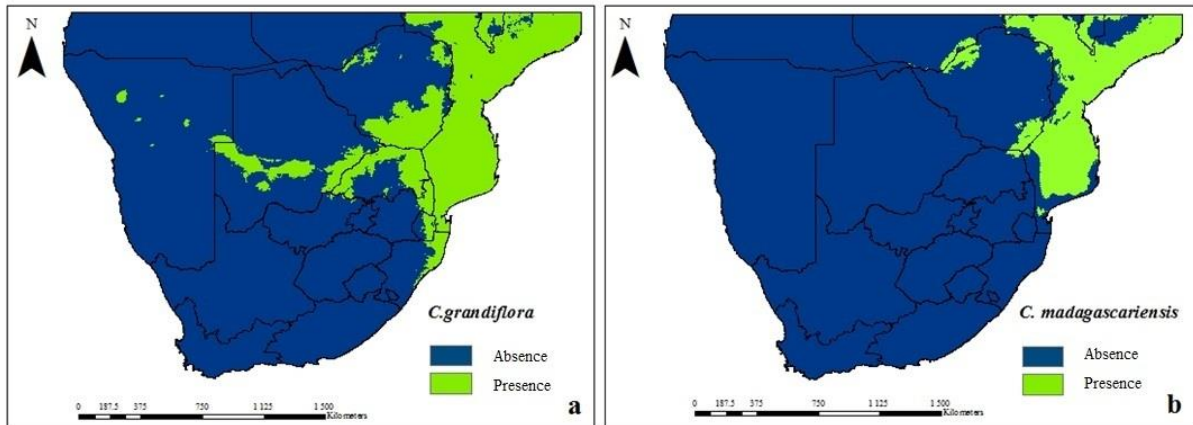 N
C.grandiflora
Absence
Presence
0 187.5 375 750 1 125 1 500
Kilometers
a
N
C. madagascariensis
Absence
Presence
0 187.5 375 750 1 125 1 500
Kilometers
b